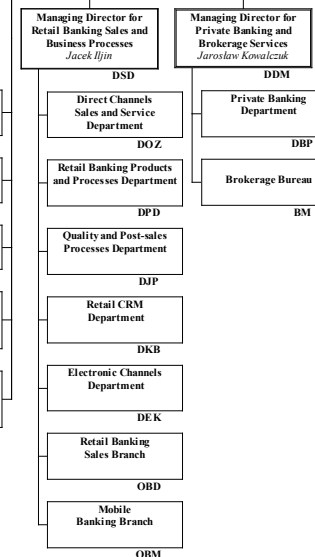 Managing Director for
Retail Banking Sales and
Business Processes
Jacek Iljin
DSD
Direct Channels
Sales and Service
Department
DOZ
Retail Banking Products
and Processes Department
DPD
Quality and Post-sales
Processes Department
DJP
Retail CRM
Department
DKB
Electronic Channels
Department
DEK
Retail Banking
Sales Branch
OBD
Mobile
Banking Branch
OBM
Managing Director for
Private Banking and
Brokerage Services
Jarosław Kowalczuk
DDM
Private Banking
Department
DBP
Brokerage Bureau
BM